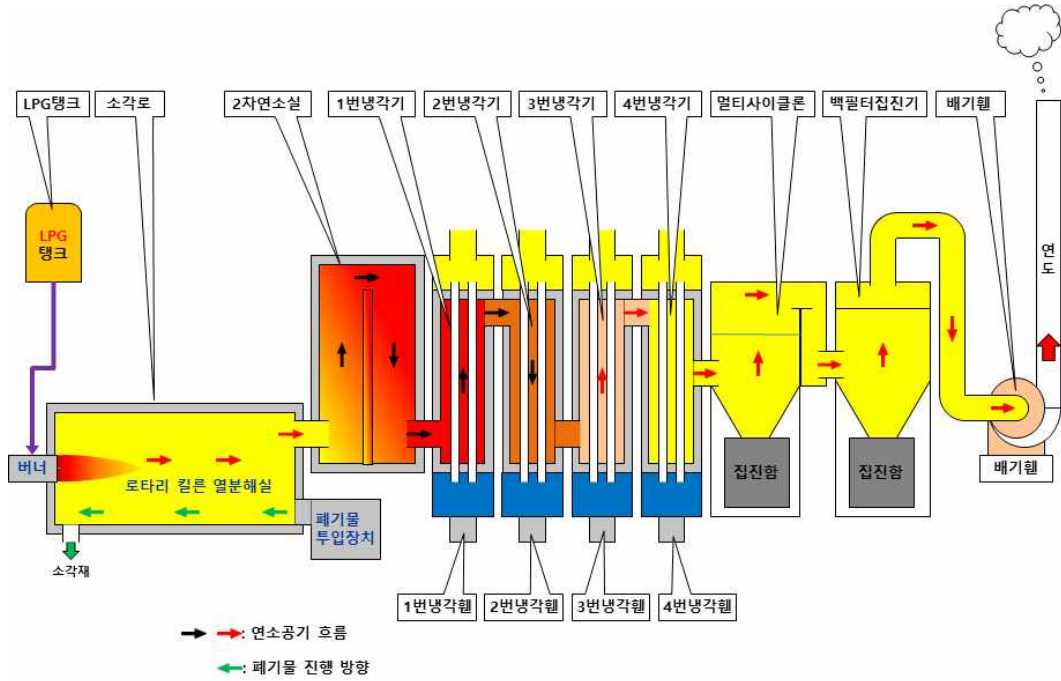 LPG탱크
소각로
2차연소실
1번냉각기
2번냉각기
3번냉각기
4번냉각기
멀티사이클론
백필터집진기
배기휀
LPG
탱크
연도
버너
로타리 킬른 열분해실
집진함
집진함
배기휀
폐기물
투입장치
소각재
1번냉각휀
2번냉각휀
3번냉각휀
4번냉각휀
: 연소공기 흐름
: 폐기물 진행 방향